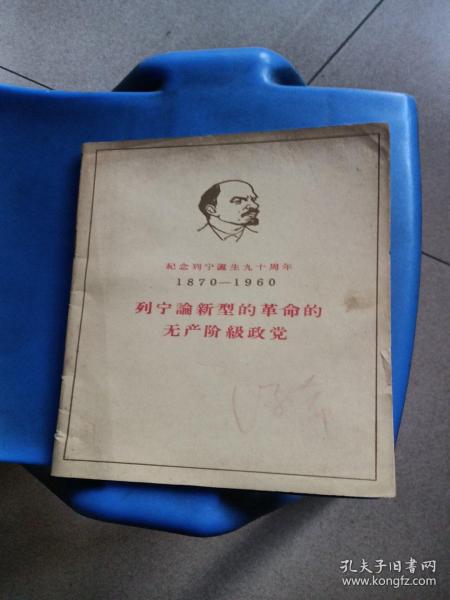 紀念列宁誕生九十周年
1870—1960
列宁論新型的革命的
无产阶級政党
孔夫子旧书网
www.kongfz.com